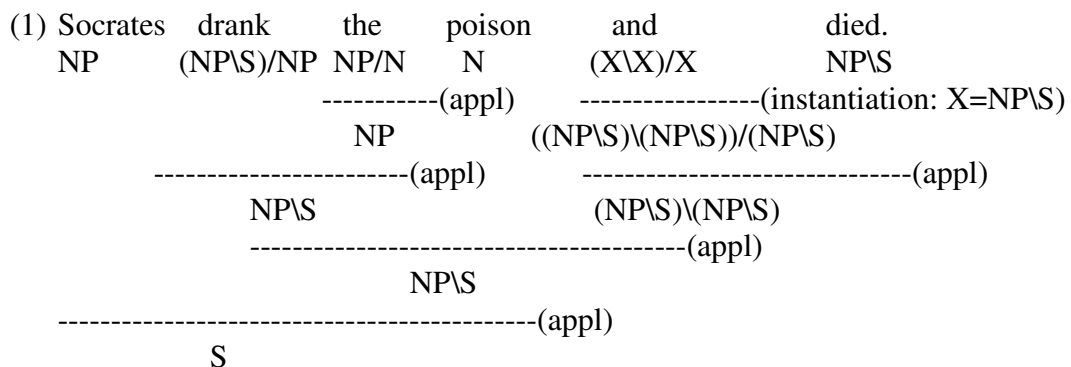 (1) Socrates drank the poison and died.
NP (NP\S)/NP NP/N N (X\X)/X NP\S
-----------(appl) -----------------(instantiation: X=NP\S)
NP ((NP\S)\(NP\S))/(NP\S)
------------------------(appl) -------------------------------(appl)
NP\S (NP\S)\(NP\S)
-----------------------------------------(appl)
NP\S
---------------------------------------------(appl)
S